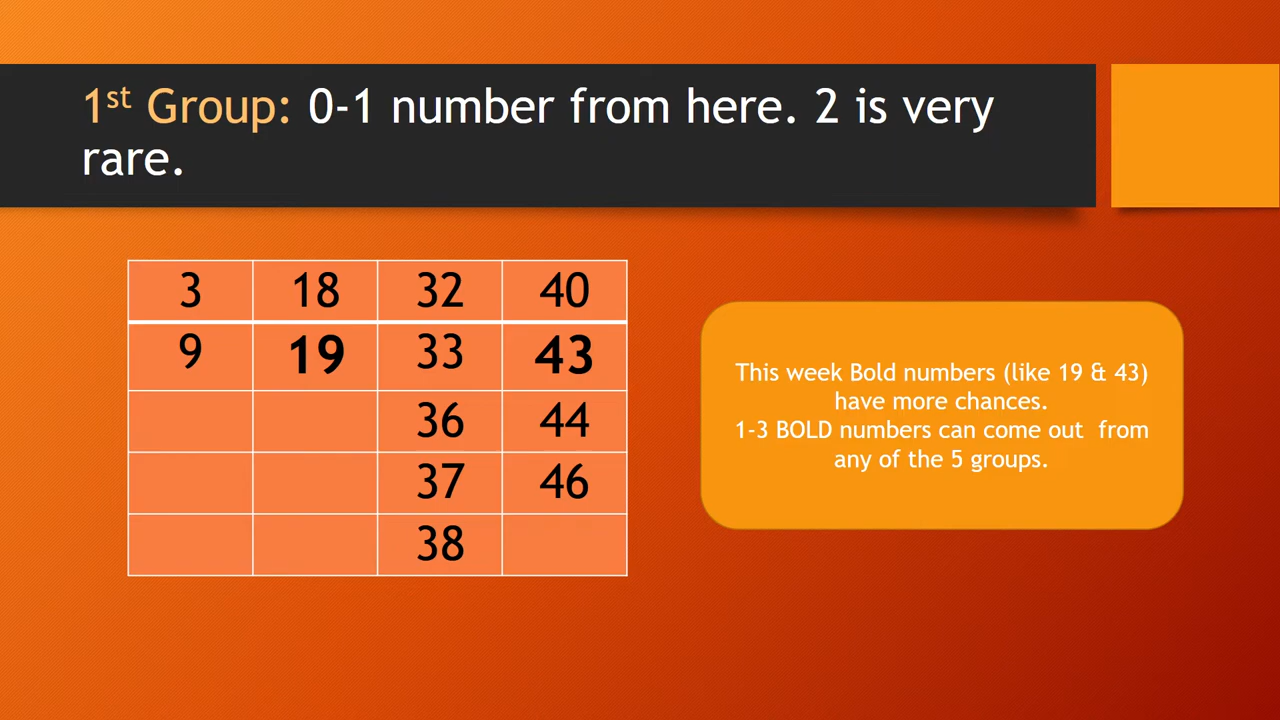 1st Group: 0-1 number from here. 2 is very
rare.
3 18 32 40
9 19 33 43
36 44
37 46
38
This week Bold numbers (like 19 & 43)
have more chances.
1-3 BOLD numbers can come out from
any of the 5 groups.